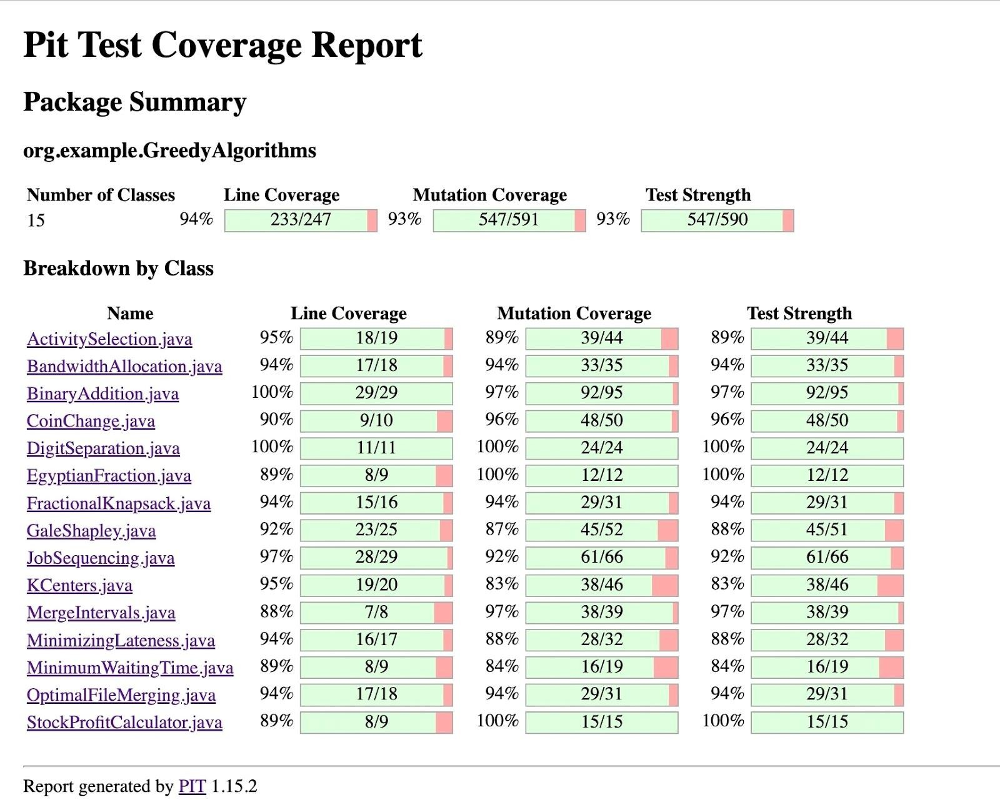 Pit Test Coverage Report
Package Summary
org.example.GreedyAlgorithms
Number of Classes Line Coverage Mutation Coverage Test Strength
15 94% 233/247 93% 547/591 93% 547/590
Breakdown by Class
Name Line Coverage Mutation Coverage Test Strength
ActivitySelection.java 95% 18/19 89% 39/44 89% 39/44
BandwidthAllocation.java 94% 17/18 94% 33/35 94% 33/35
BinaryAddition.java 100% 29/29 97% 92/95 97% 92/95
CoinChange.java 90% 9/10 96% 48/50 96% 48/50
DigitSeparation.java 100% 11/11 100% 24/24 100% 24/24
EgyptianFraction.java 89% 8/9 100% 12/12 100% 12/12
FractionalKnapsack.java 94% 15/16 94% 29/31 94% 29/31
GaleShapley.java 92% 23/25 87% 45/52 88% 45/51
JobSequencing.java 97% 28/29 92% 61/66 92% 61/66
KCenters.java 95% 19/20 83% 38/46 83% 38/46
MergeIntervals.java 88% 7/8 97% 38/39 97% 38/39
MinimizingLateness.java 94% 16/17 88% 28/32 88% 28/32
MinimumWaitingTime.java 89% 8/9 84% 16/19 84% 16/19
OptimalFileMerging.java 94% 17/18 94% 29/31 94% 29/31
StockProfitCalculator.java 89% 8/9 100% 15/15 100% 15/15
Report generated by PIT 1.15.2